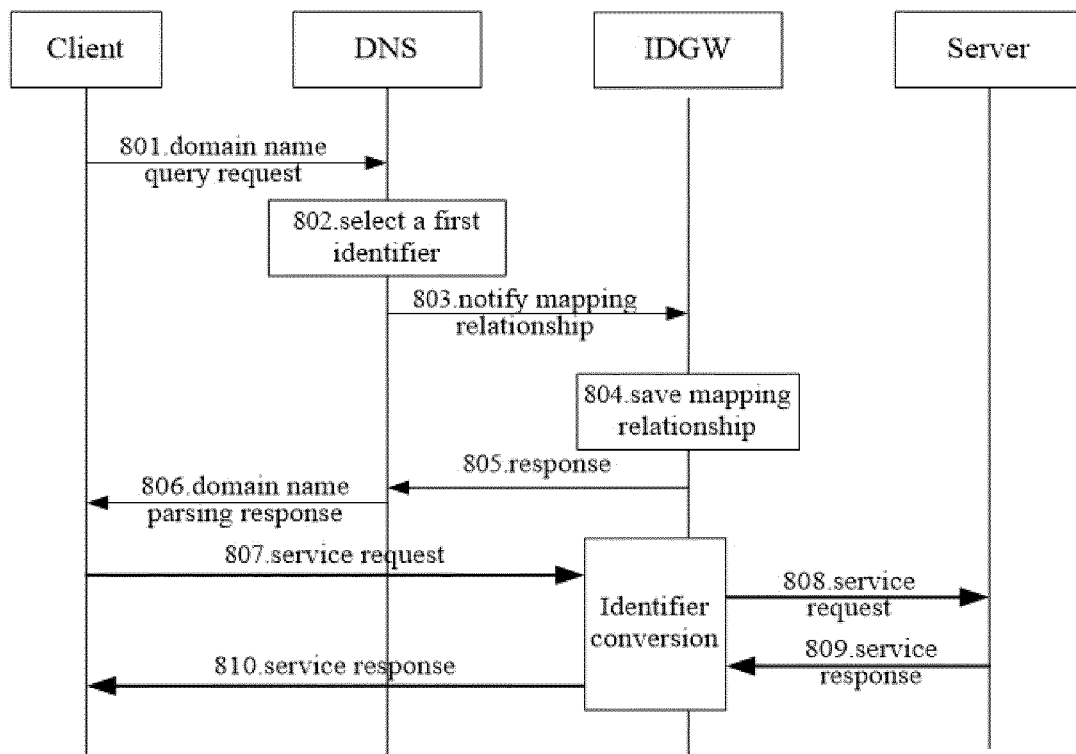 Client
DNS
IDGW
Server
801.domain name
query request
802.select a first
identifier
803.notify mapping
relationship
804.save mapping
relationship
805.response
806.domain name
parsing response
807.service request
Identifier
conversion
808.service
request
809.service
response
810.service response